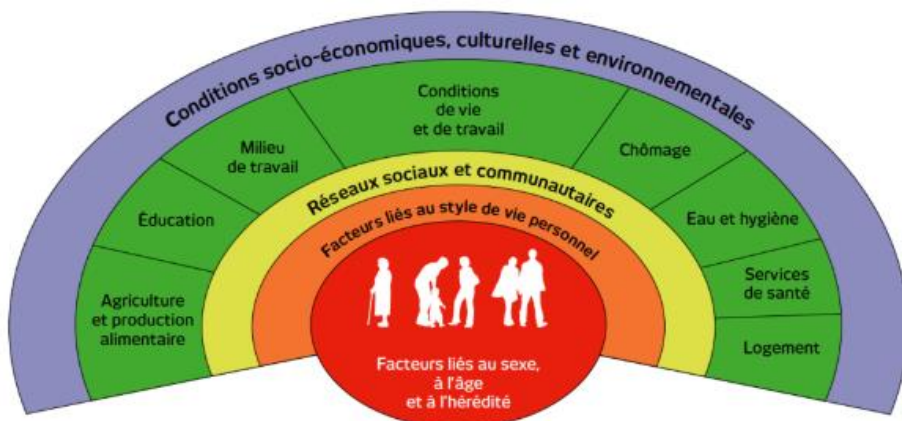 Conditions socio-économiques, culturelles et environnementales
Conditions
de vie
et de travail
Milieu
de travail
Chômage
Réseaux sociaux et communautaires
Éducation
Eau et hygiène
Facteurs liés au style de vie personnel
Services
de santé
Agriculture
et production
alimentaire
Logement
Facteurs liés au sexe,
à l'âge
et à l'hérédité